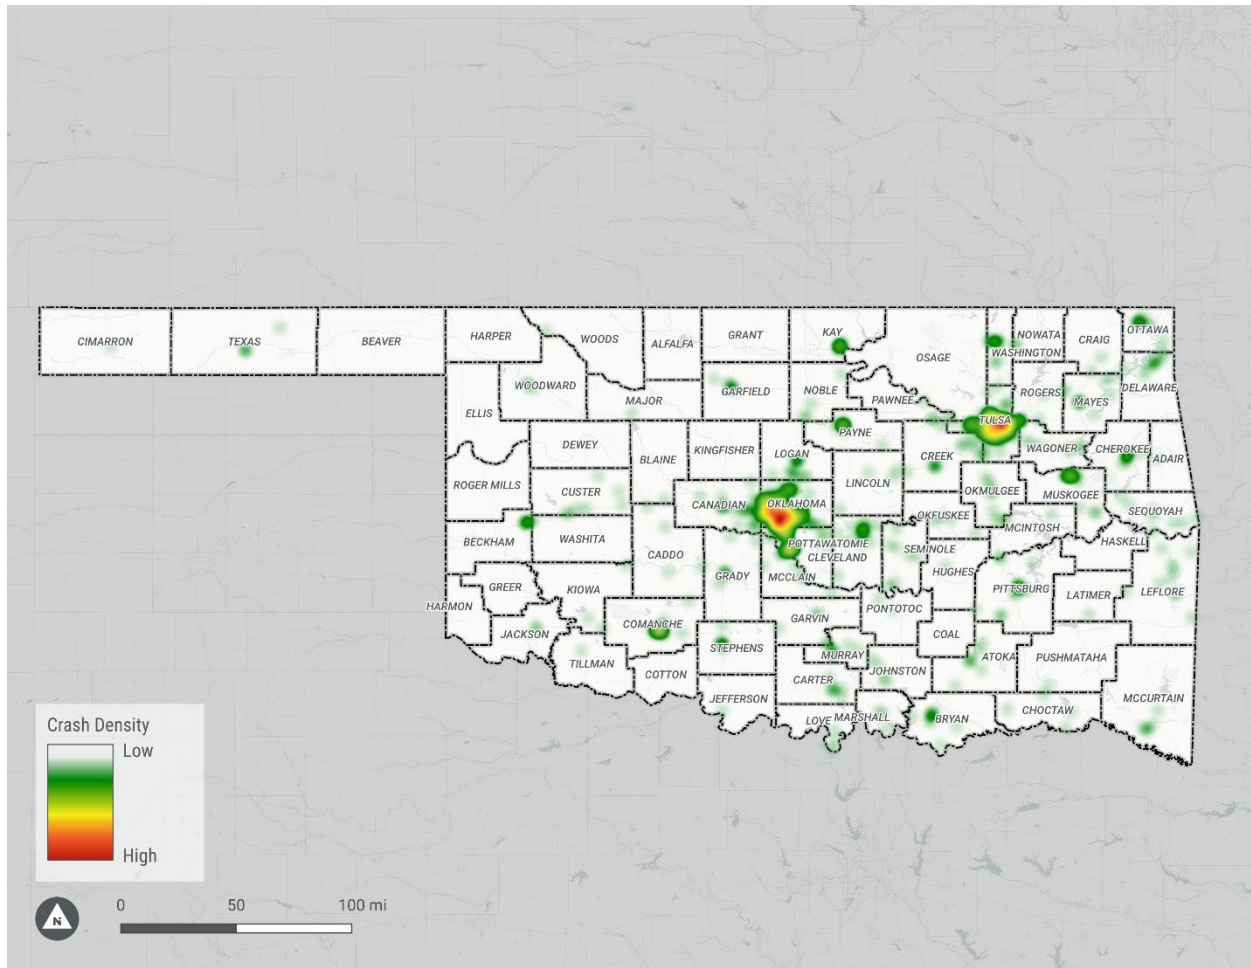 CIMARRON
TEXAS
BEAVER
HARPER
WOODS
ALFALFA
GRANT
KAY
OSAGE
NOWATA
WASHINGTON
CRAIG
OTTAWA
ELLIS
WOODWARD
MAJOR
GARFIELD
NOBLE
PAWNEE
ROGERS
MAYES
DELAWARE
TULSA
DEWEY
BLAINE
KINGFISHER
LOGAN
PAYNE
CREEK
WAGONER
CHEROKEE
ADAIR
ROGER MILLS
CUSTER
CANADIAN
OKLAHOMA
LINCOLN
OKMULGEE
MUSKOGEE
SEQUOYAH
OKFUSKEE
MCINTOSH
BECKHAM
WASHITA
CADDO
POTTAWATOMIE
CLEVELAND
SEMINOLE
HASKELL
GREER
KIOWA
GRADY
MCCLAIN
HUGHES
PITTSBURG
LATIMER
LEFLORE
HARMON
JACKSON
COMANCHE
GARVIN
PONTOTOC
COAL
STEPHENS
TILLMAN
COTTON
MURRAY
JOHNSTON
ATOKA
PUSHMATAHA
CARTER
JEFFERSON
LOVE
MARSHALL
BRYAN
CHOCTAW
MCCURTAIN
Crash Density
Low
High
N
0 50 100 mi